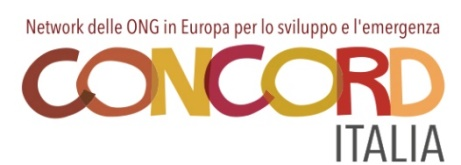 Network delle ONG in Europa per lo sviluppo e l'emergenza
CONCORD
ITALIA